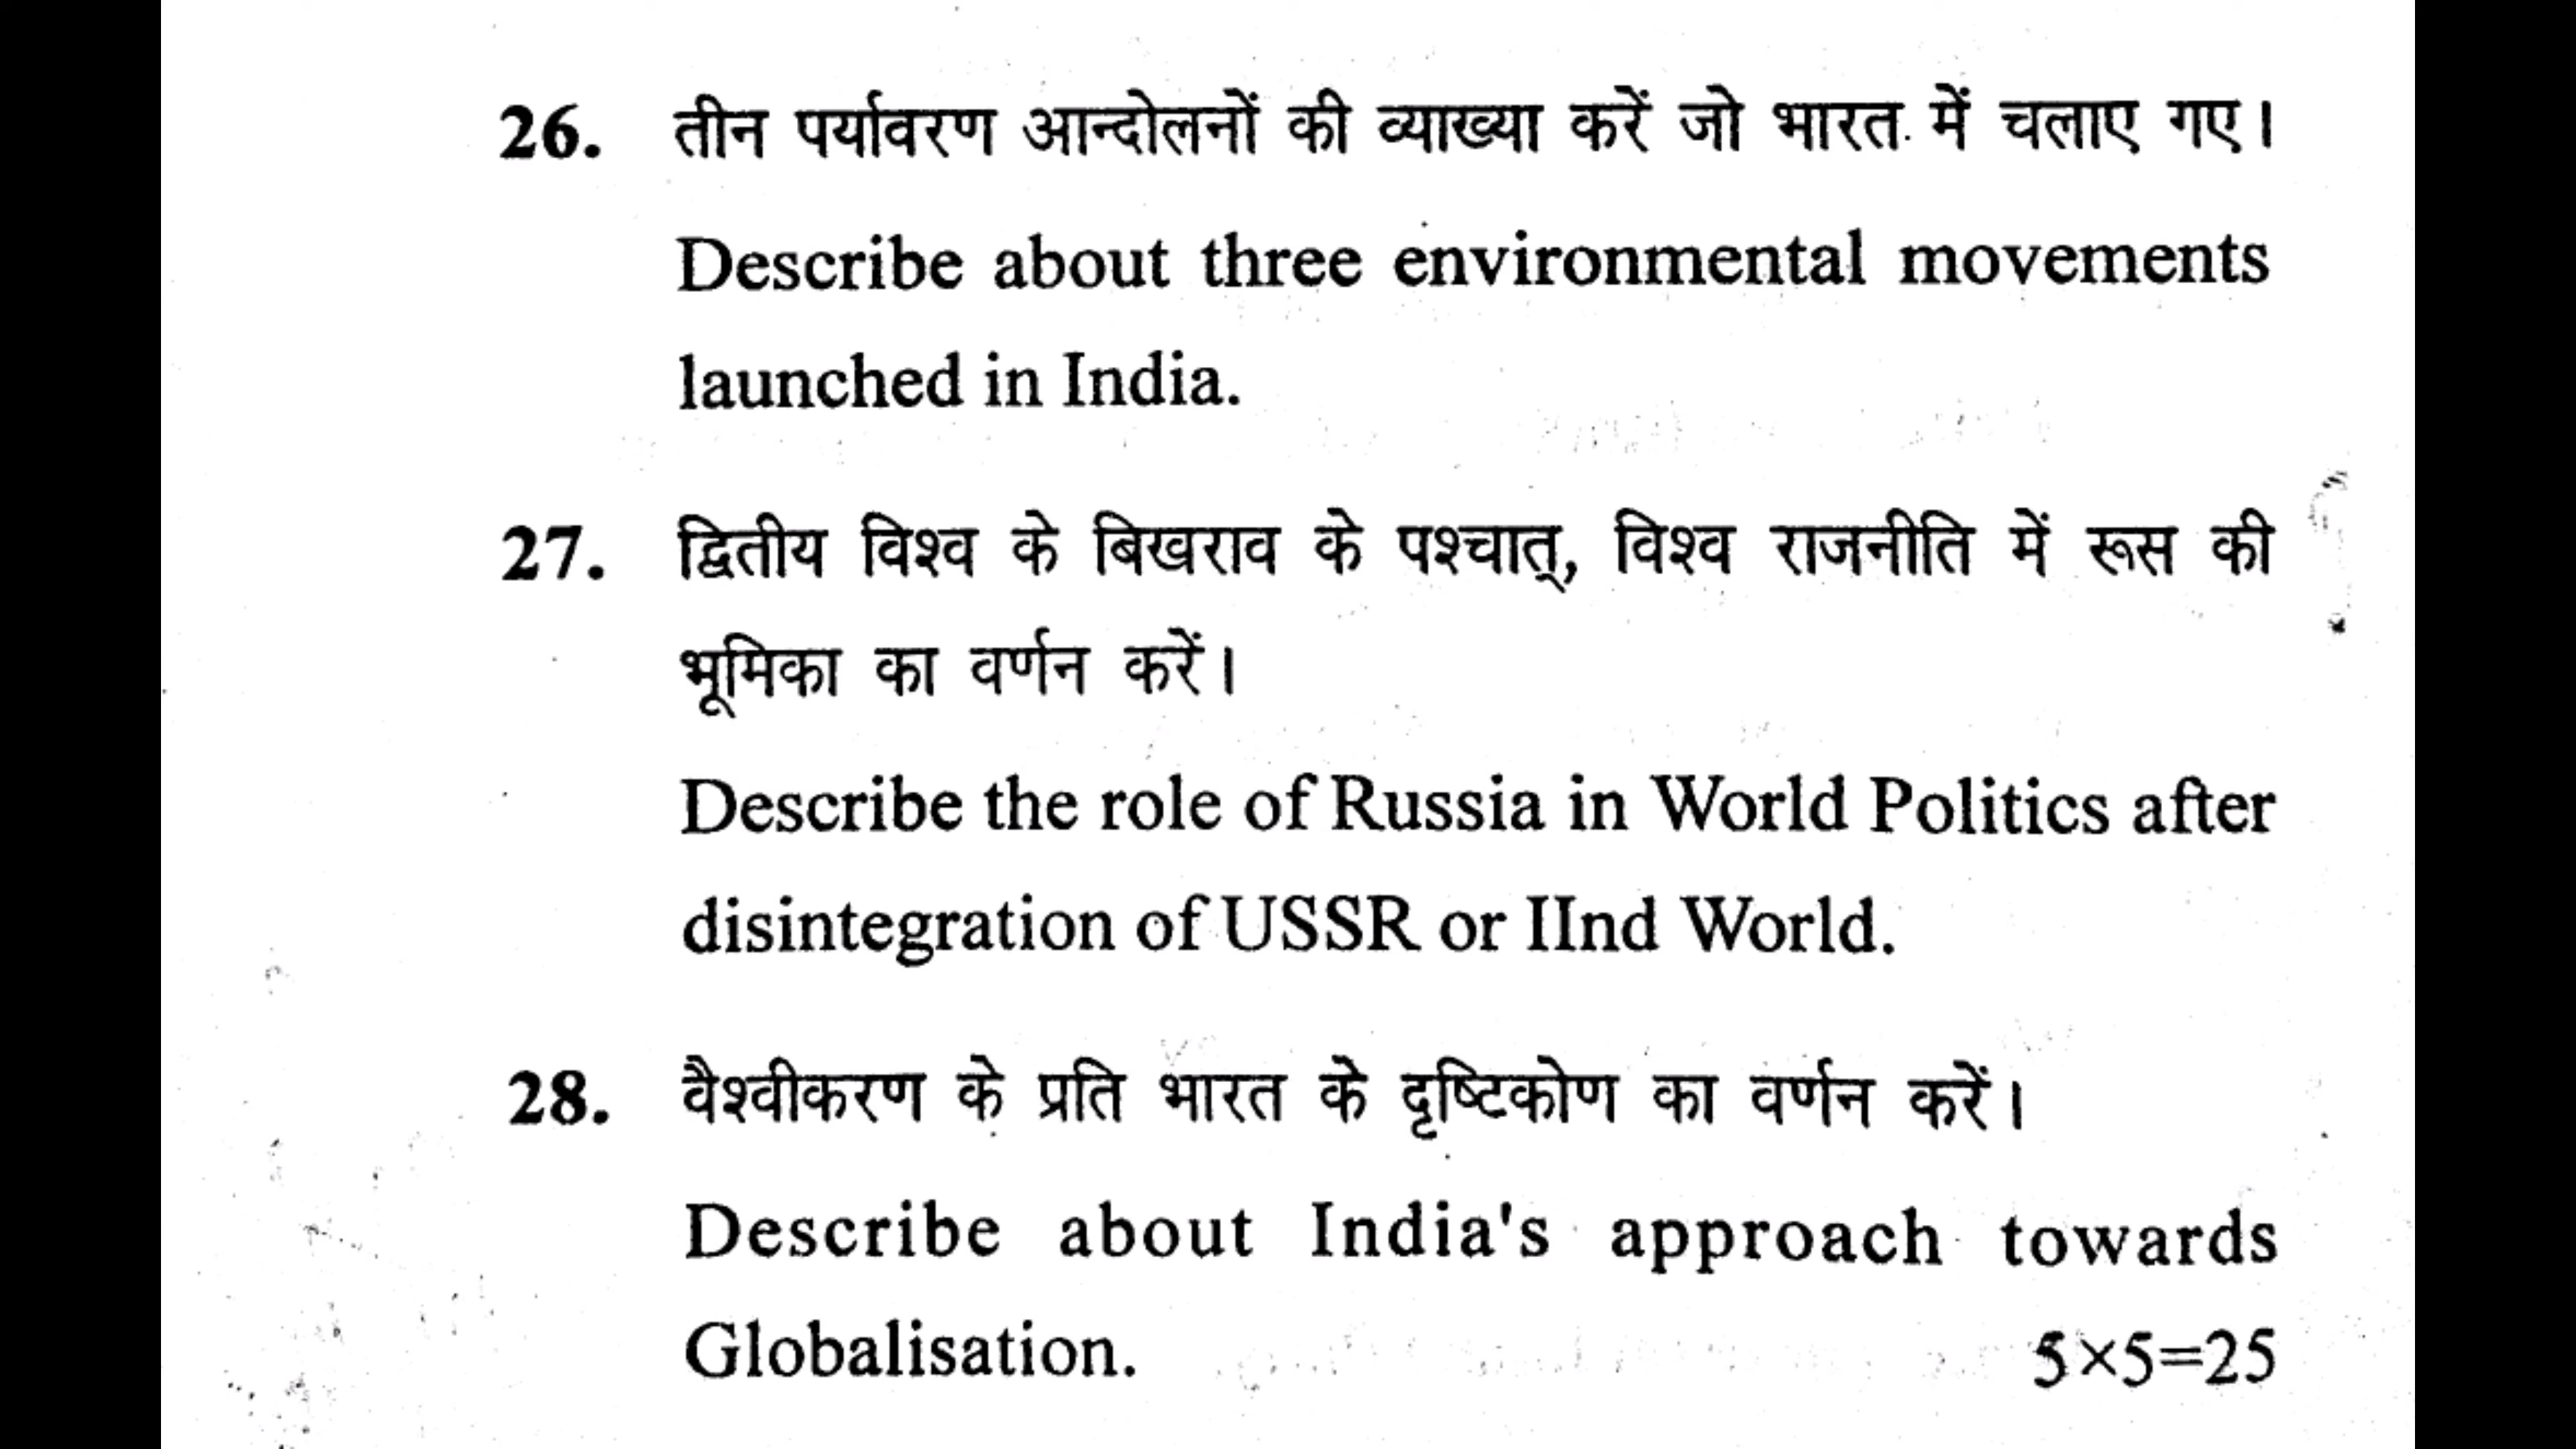 26. तीन पर्यावरण आन्दोलनों की व्याख्या करें जो भारत में चलाए गए।
Describe about three environmental movements
launched in India.
27. द्वितीय विश्व के बिखराव के पश्चात्, विश्व राजनीति में रूस की
भूमिका का वर्णन करें।
Describe the role of Russia in World Politics after
disintegration of USSR or IInd World.
28. वैश्वीकरण के प्रति भारत के दृष्टिकोण का वर्णन करें।
Describe about India's approach towards
Globalisation. 5×5=25